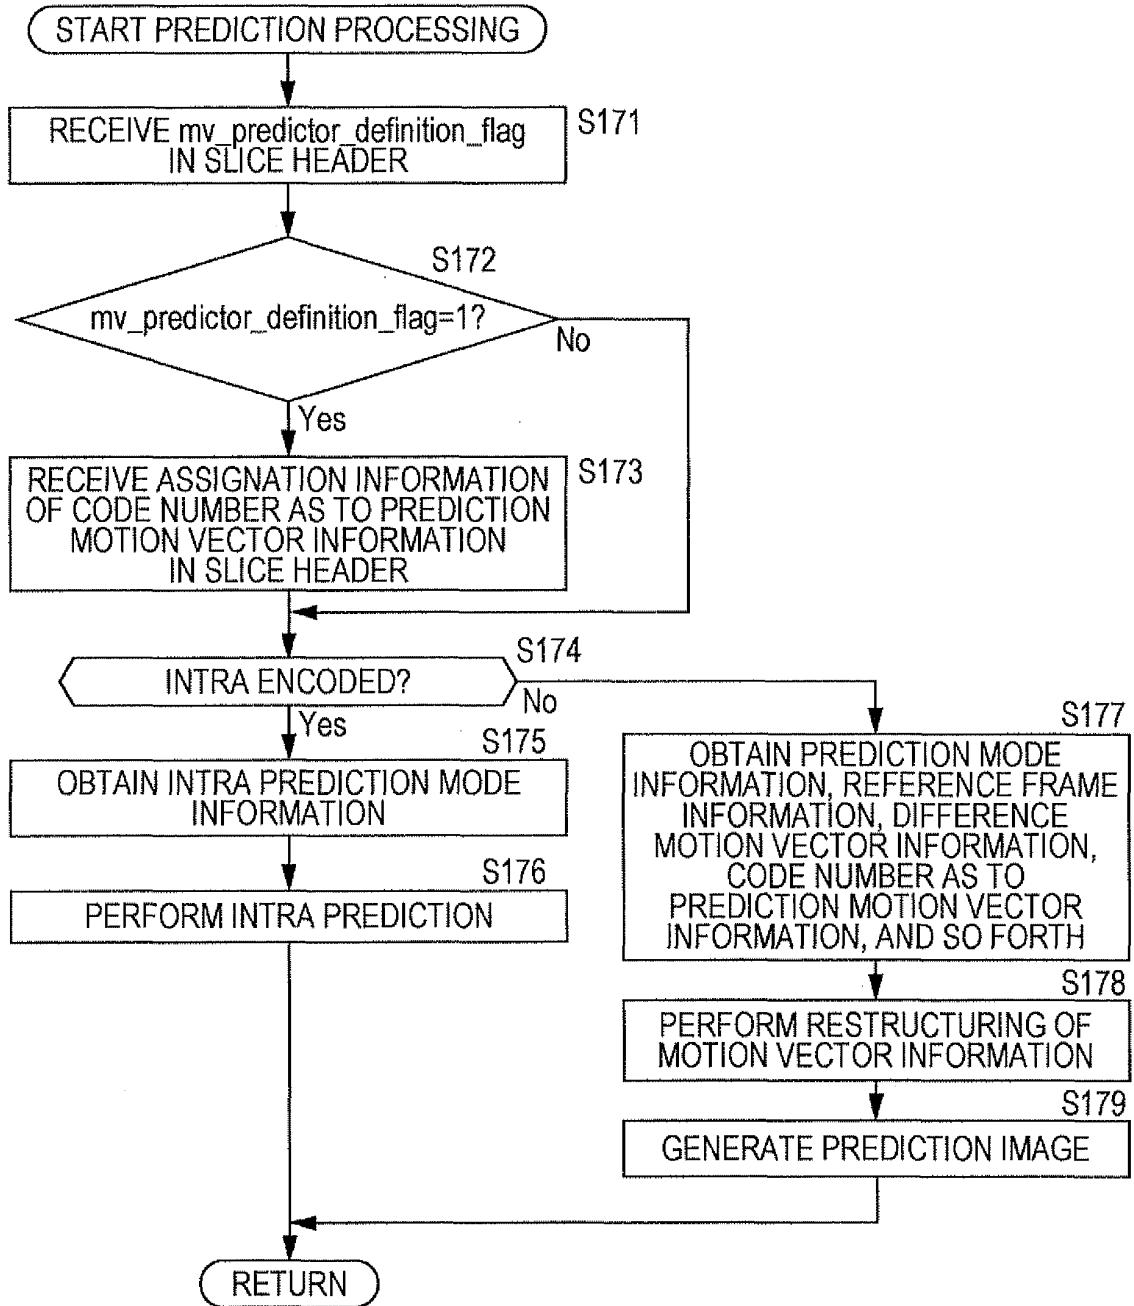 START PREDICTION PROCESSING
S171
RECEIVE mv_predictor_definition_flag
IN SLICE HEADER
S172
mv_predictor_definition_flag=1?
No
Yes
S173
RECEIVE ASSIGNATION INFORMATION
OF CODE NUMBER AS TO PREDICTION
MOTION VECTOR INFORMATION
IN SLICE HEADER
S174
INTRA ENCODED?
No
Yes
S175
OBTAIN INTRA PREDICTION MODE
INFORMATION
S176
PERFORM INTRA PREDICTION
S177
OBTAIN PREDICTION MODE
INFORMATION, REFERENCE FRAME
INFORMATION, DIFFERENCE
MOTION VECTOR INFORMATION,
CODE NUMBER AS TO
PREDICTION MOTION VECTOR
INFORMATION, AND SO FORTH
S178
PERFORM RESTRUCTURING OF
MOTION VECTOR INFORMATION
S179
GENERATE PREDICTION IMAGE
RETURN